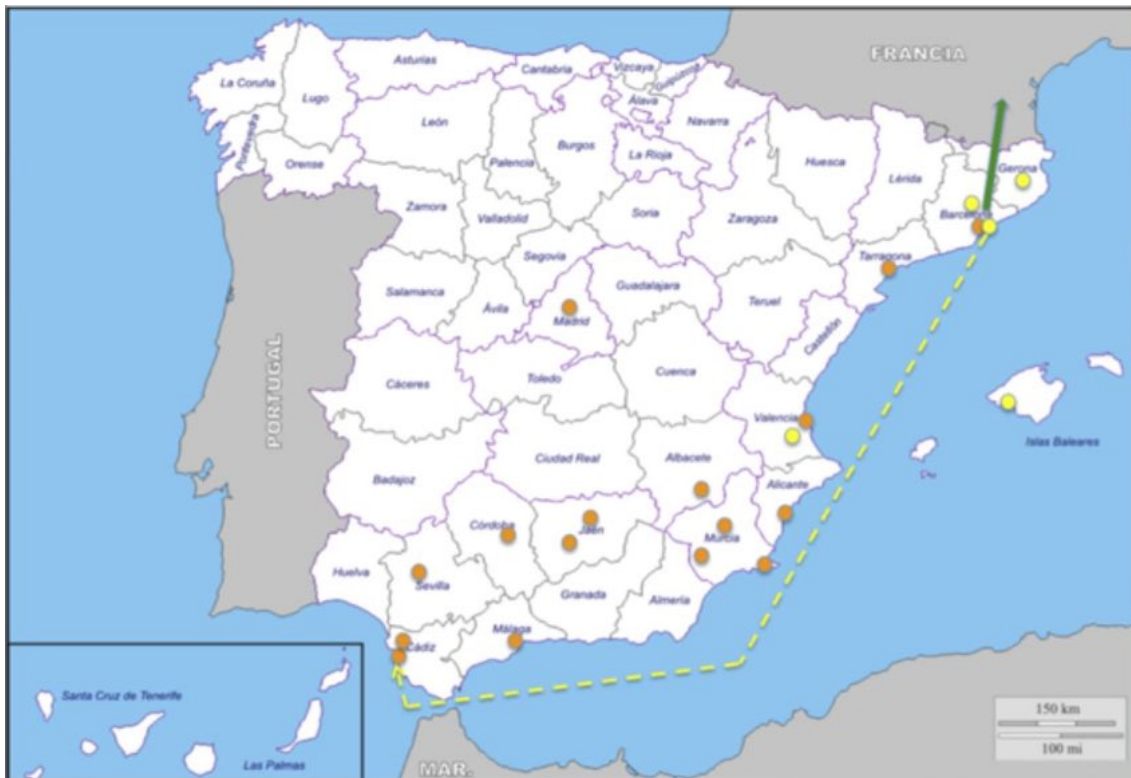 FRANCIA
La Coruña
Lugo
Asturias
Cantabria
Vizcaya
Guipúzcoa
Álava
Navarra
Pontevedra
Orense
León
Palencia
Burgos
La Rioja
Huesca
Lérida
Gerona
Barcelona
Zamora
Valladolid
Soria
Zaragoza
Tarragona
Segovia
Salamanca
Ávila
Madrid
Guadalajara
Teruel
Castellón
PORTUGAL
Cáceres
Toledo
Cuenca
Valencia
Islas Baleares
Badajoz
Ciudad Real
Albacete
Alicante
Córdoba
Jaén
Murcia
Huelva
Sevilla
Granada
Almería
Málaga
Cádiz
Santa Cruz de Tenerife
Las Palmas
MAR.
150 km
100 mi